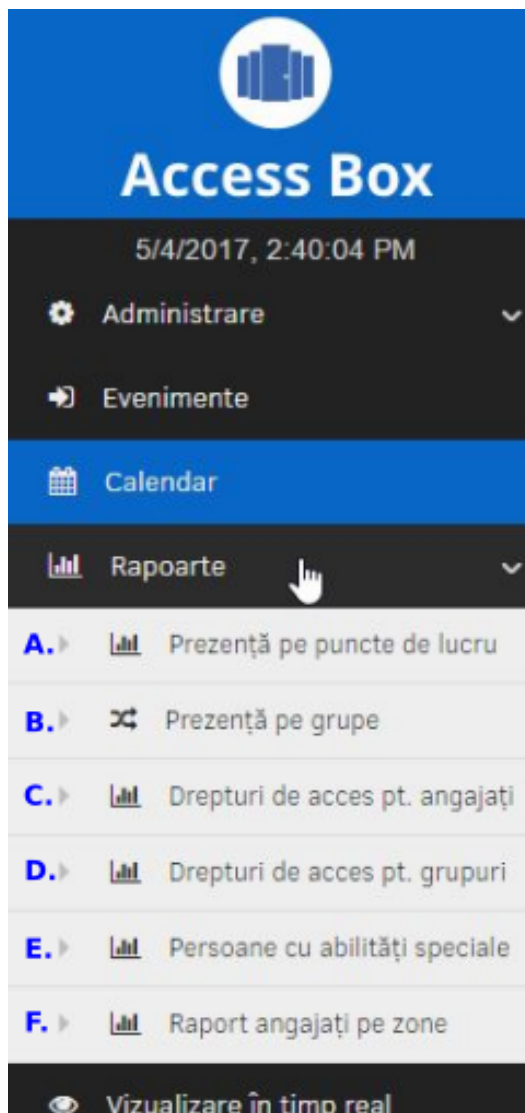 Access Box
5/4/2017, 2:40:04 PM
Administrare
Evenimente
Calendar
Rapoarte
A. Prezență pe puncte de lucru
B. Prezență pe grupe
C. Drepturi de acces pt. angajați
D. Drepturi de acces pt. grupuri
E. Persoane cu abilități speciale
F. Raport angajați pe zone
Vizualizare în timp real